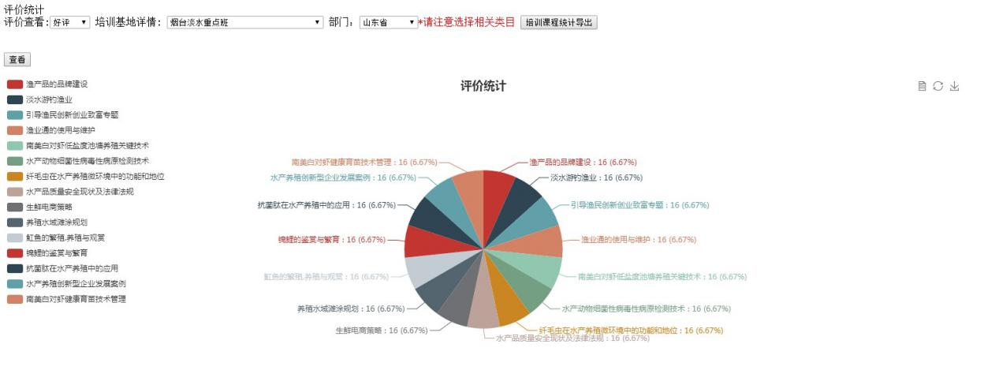 评价统计
评价查看:好评 培训基地详情: 烟台淡水重点班 部门: 山东省*请注意选择相关类目 培训课程统计导出
查看
评价统计
渔产品的品牌建设
淡水游钓渔业
引导渔民创新创业致富专题
渔业通的使用与维护
南美白对虾低盐度池塘养殖关键技术
水产动物细菌性病毒性病原检测技术
纤毛虫在水产养殖微环境中的功能和地位
水产品质量安全现状及法律法规
生鲜电商策略
养殖水域滩涂规划
魟鱼的繁殖.养殖与观赏
锦鲤的鉴赏与繁育
抗菌肽在水产养殖中的应用
水产养殖创新型企业发展案例
南美白对虾健康育苗技术管理
南美白对虾健康育苗技术管理 : 16 (6.67%)
渔产品的品牌建设 : 16 (6.67%)
水产养殖创新型企业发展案例 : 16 (6.67%)
淡水游钓渔业 : 16 (6.67%)
抗菌肽在水产养殖中的应用 : 16 (6.67%)
引导渔民创新创业致富专题 : 16 (6.67%)
锦鲤的鉴赏与繁育 : 16 (6.67%)
渔业通的使用与维护 : 16 (6.67%)
魟鱼的繁殖.养殖与观赏 : 16 (6.67%)
南美白对虾低盐度池塘养殖关键技术 : 16 (6.67%)
养殖水域滩涂规划 : 16 (6.67%)
水产动物细菌性病毒性病原检测技术 : 16 (6.67%)
生鲜电商策略 : 16 (6.67%)
纤毛虫在水产养殖微环境中的功能和地位 : 16 (6.67%)
水产品质量安全现状及法律法规 : 16 (6.67%)